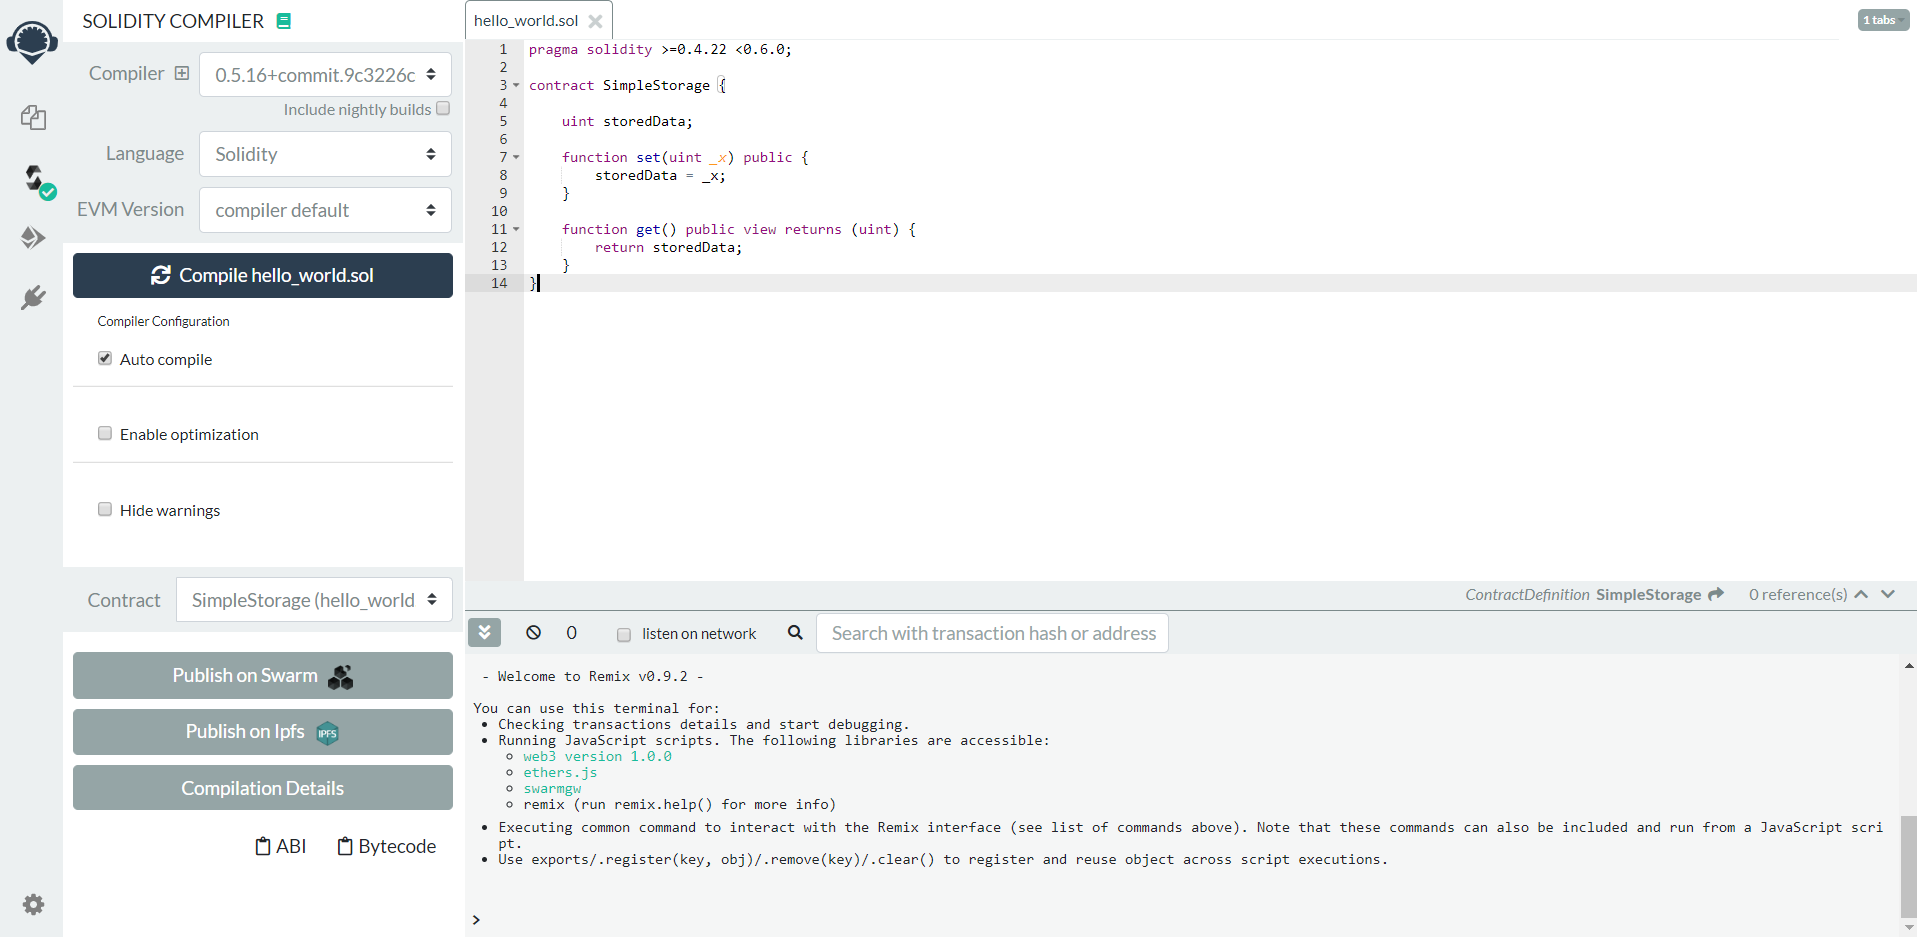 SOLIDITY COMPILER
Compiler
0.5.16+commit.9c3226c
Include nightly builds
Language
Solidity
EVM Version
compiler default
Compile hello_world.sol
Compiler Configuration
Auto compile
Enable optimization
Hide warnings
Contract
SimpleStorage (hello_world
Publish on Swarm
Publish on Ipfs
IPFS
Compilation Details
ABI
Bytecode
hello_world.sol
1 tabs
1 pragma solidity >=0.4.22 <0.6.0;
2
3 contract SimpleStorage {
4
5 uint storedData;
6
7 function set(uint _x) public {
8 storedData = _x;
9 }
10
11 function get() public view returns (uint) {
12 return storedData;
13 }
14 }
ContractDefinition SimpleStorage 0 reference(s)
0
listen on network
Search with transaction hash or address
- Welcome to Remix v0.9.2 -
You can use this terminal for:
• Checking transactions details and start debugging.
• Running JavaScript scripts. The following libraries are accessible:
web3 version 1.0.0
ethers.js
swarmgw
remix (run remix.help() for more info)
• Executing common command to interact with the Remix interface (see list of commands above). Note that these commands can also be included and run from a JavaScript scri
pt.
• Use exports/.register(key, obj)/.remove(key)/.clear() to register and reuse object across script executions.
>